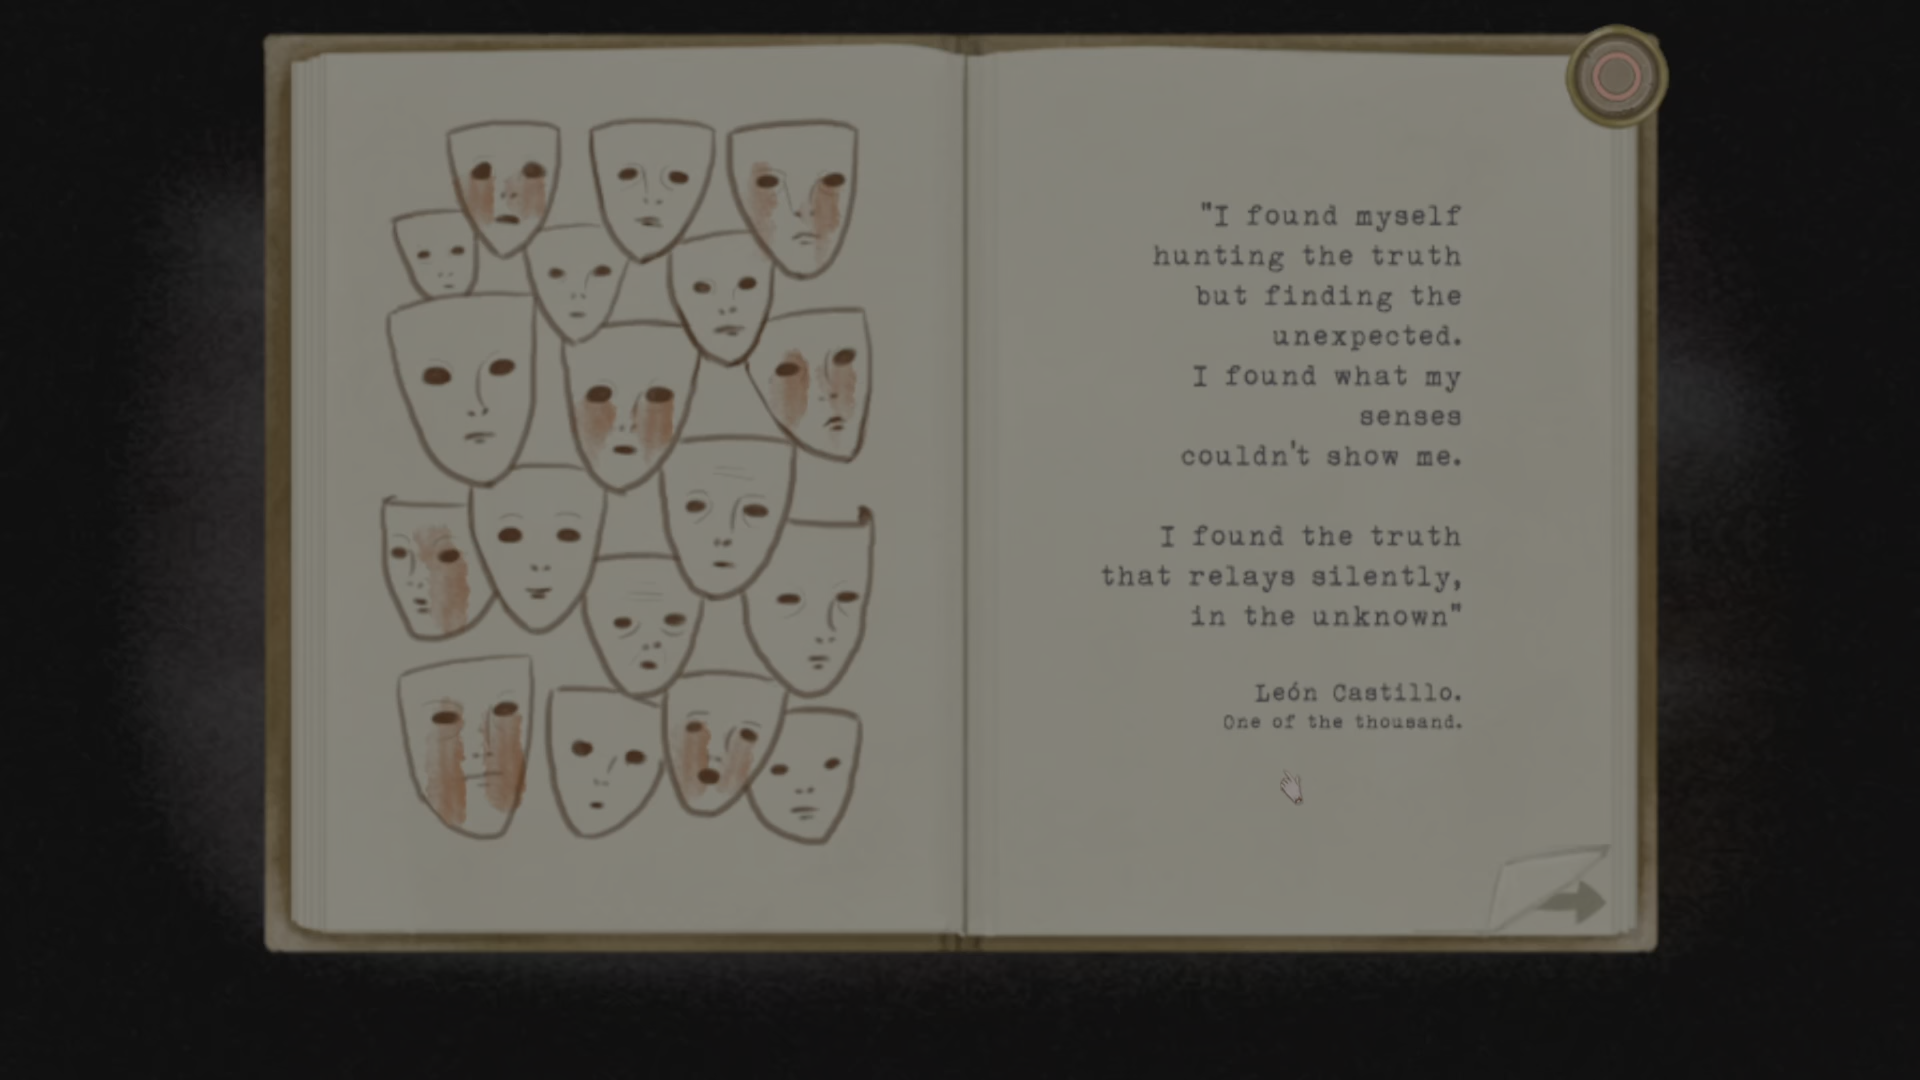 "I found myself
hunting the truth
but finding the
unexpected.
I found what my
senses
couldn't show me.
I found the truth
that relays silently,
in the unknown"
León Castillo.
One of the thousand.